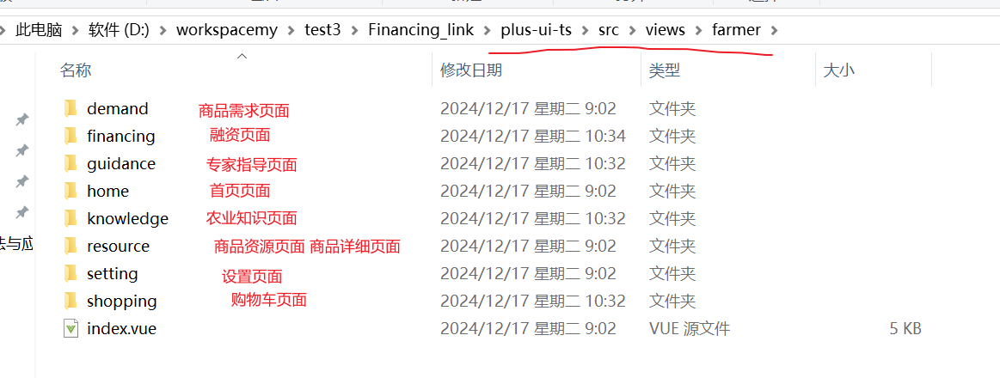 此电脑 > 软件 (D:) > workspacemy > test3 > Financing_link > plus-ui-ts > src > views > farmer >
名称 修改日期 类型 大小
demand 商品需求页面 2024/12/17 星期二 9:02 文件夹
financing 融资页面 2024/12/17 星期二 10:34 文件夹
guidance 专家指导页面 2024/12/17 星期二 10:32 文件夹
home 首页页面 2024/12/17 星期二 9:02 文件夹
knowledge 农业知识页面 2024/12/17 星期二 10:32 文件夹
resource 商品资源页面 商品详细页面 2024/12/17 星期二 9:02 文件夹
法与应
setting 设置页面 2024/12/17 星期二 9:02 文件夹
shopping 购物车页面 2024/12/17 星期二 10:32 文件夹
index.vue 2024/12/17 星期二 9:02 VUE 源文件 5 KB